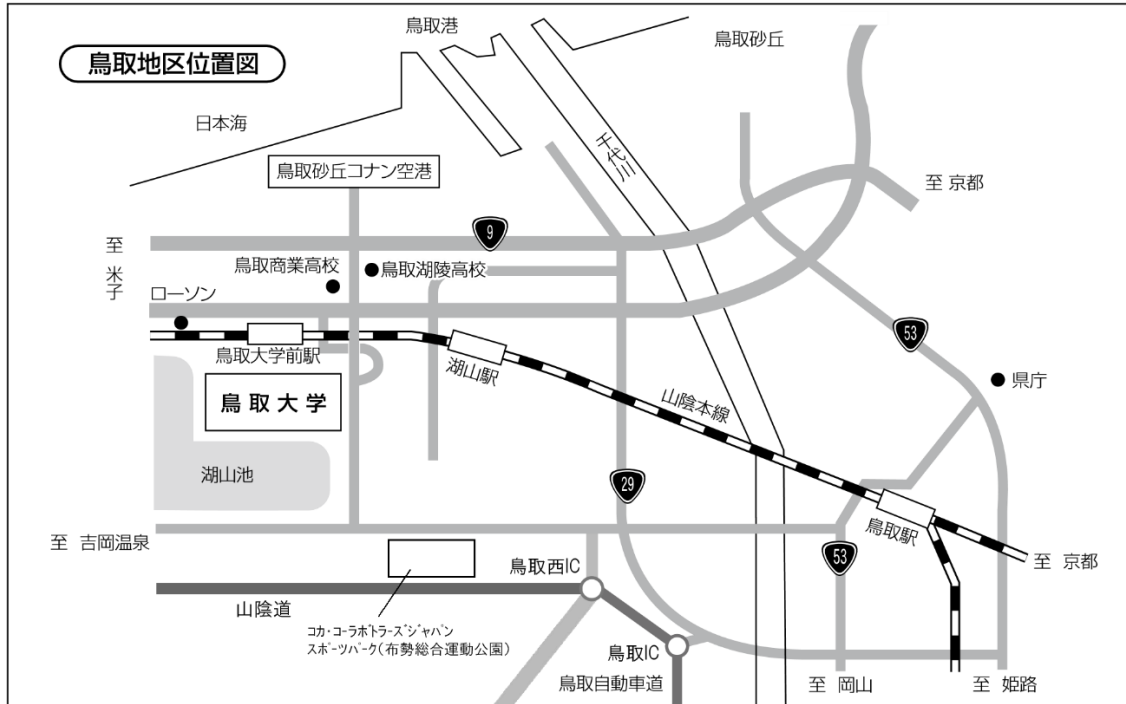 鳥取港
鳥取砂丘
鳥取地区位置図
日本海
千代川
鳥取砂丘コナン空港
至 京都
9
至 米子
鳥取商業高校
鳥取湖陵高校
ローソン
53
鳥取大学前駅
湖山駅
県庁
鳥取大学
山陰本線
湖山池
29
鳥取駅
至 吉岡温泉
53
鳥取西IC
至 京都
山陰道
コカ・コーラボトラーズジャパン
スポーツパーク(布勢総合運動公園)
鳥取IC
鳥取自動車道
至 岡山
至 姫路